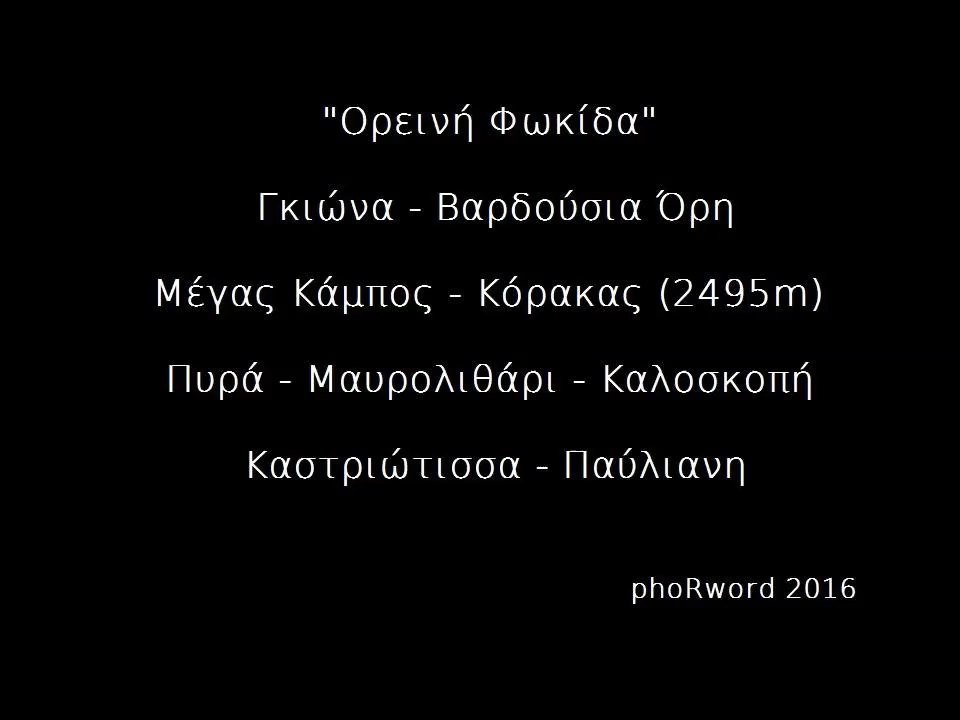 "Ορεινή Φωκίδα"
Γκιώνα - Βαρδούσια Όρη
Μέγας Κάμπος - Κόρακας (2495m)
Πυρά - Μαυρολιθάρι - Καλοσκοπή
Καστριώτισσα - Παύλιανη
phoRword 2016